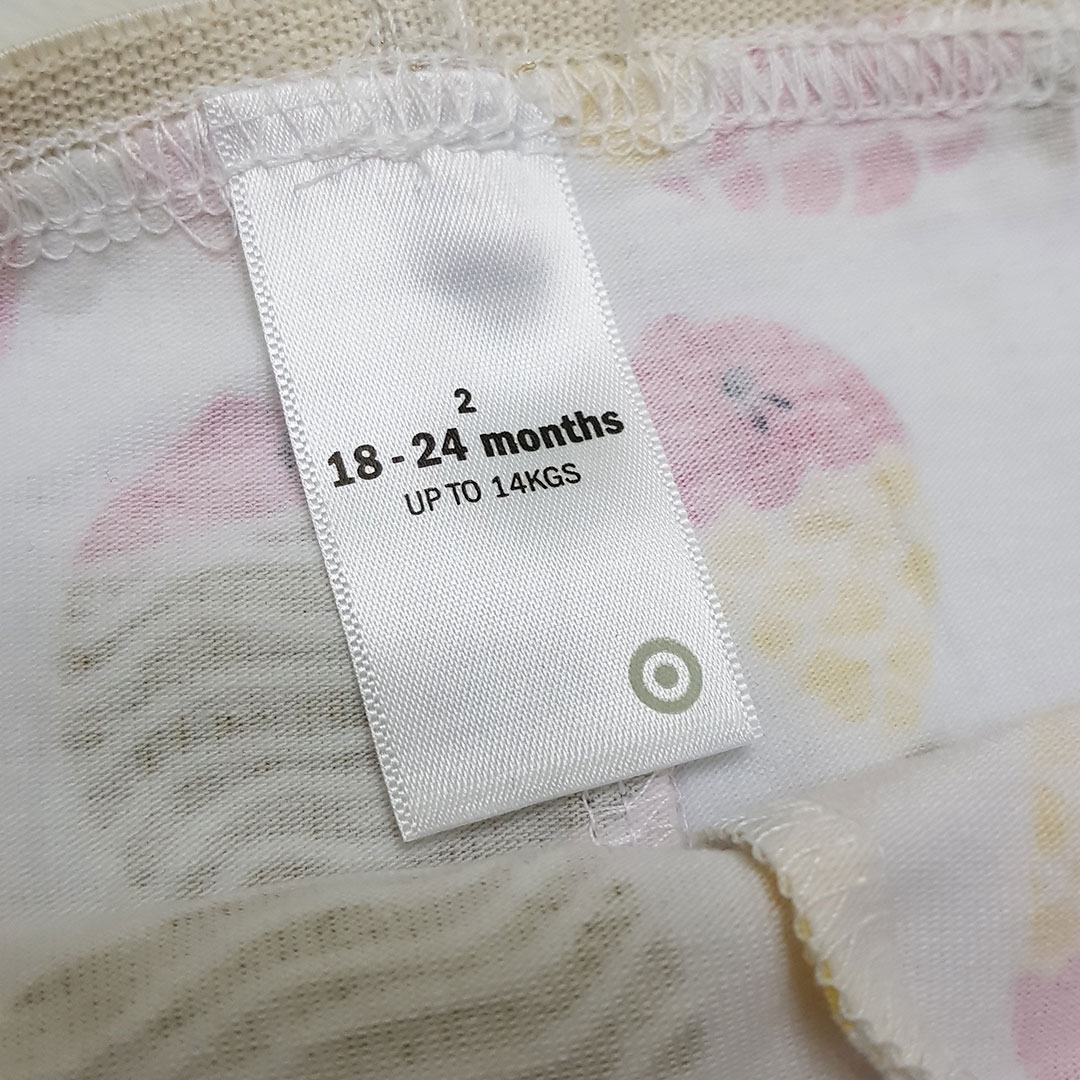 2
18 - 24 months
UP TO 14KGS